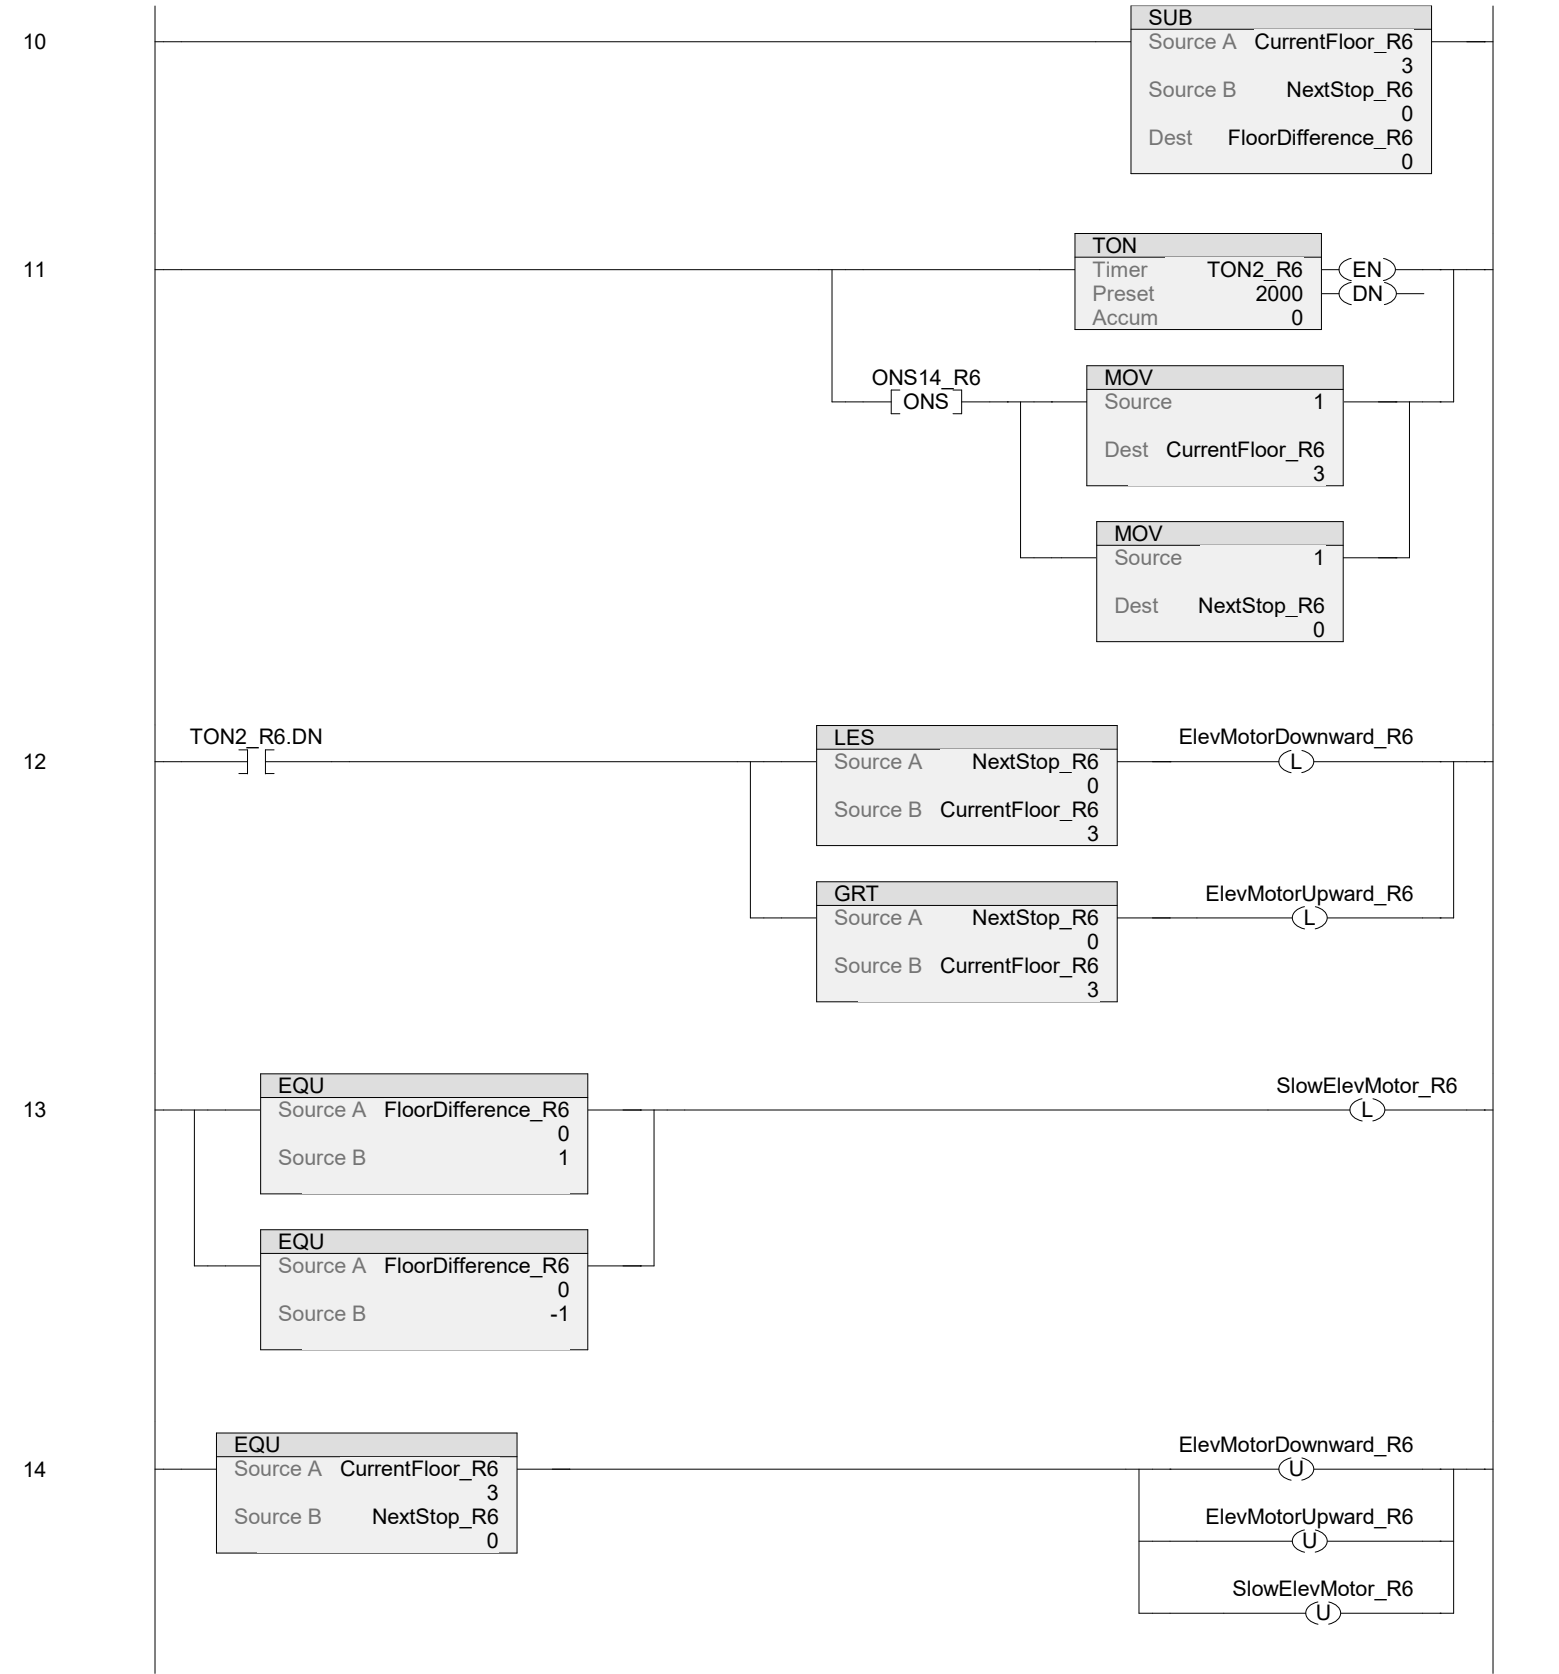 SUB
10
Source A CurrentFloor_R6
3
Source B NextStop_R6
0
Dest FloorDifference_R6
0
TON
11
Timer TON2_R6 EN
Preset 2000 DN
Accum 0
ONS14_R6
MOV
ONS
Source 1
Dest CurrentFloor_R6
3
MOV
Source 1
Dest NextStop_R6
0
TON2_R6.DN
LES
ElevMotorDownward_R6
12
Source A NextStop_R6
L
0
Source B CurrentFloor_R6
3
GRT
ElevMotorUpward_R6
Source A NextStop_R6
L
0
Source B CurrentFloor_R6
3
EQU
SlowElevMotor_R6
13
Source A FloorDifference_R6
L
0
Source B 1
EQU
Source A FloorDifference_R6
0
Source B -1
EQU
ElevMotorDownward_R6
14
Source A CurrentFloor_R6
U
3
Source B NextStop_R6
0
ElevMotorUpward_R6
U
SlowElevMotor_R6
U